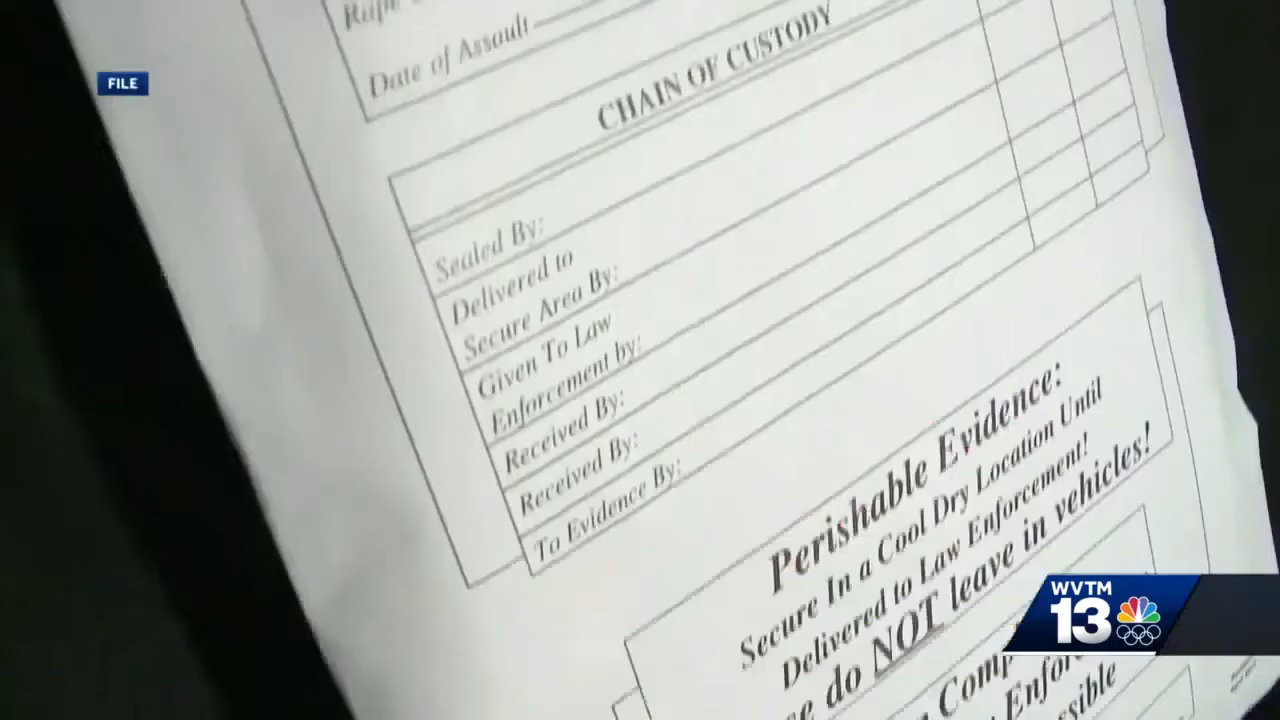 FILE
Rape
Date of Assault
CHAIN OF CUSTODY
Sealed By:
Delivered to
Secure Area By:
Given To Law
Enforcement by:
Received By:
Received By:
To Evidence By:
Perishable Evidence:
Secure In a Cool Dry Location Until
Delivered to Law Enforcement!
do NOT leave in vehicles!
WVTM
13